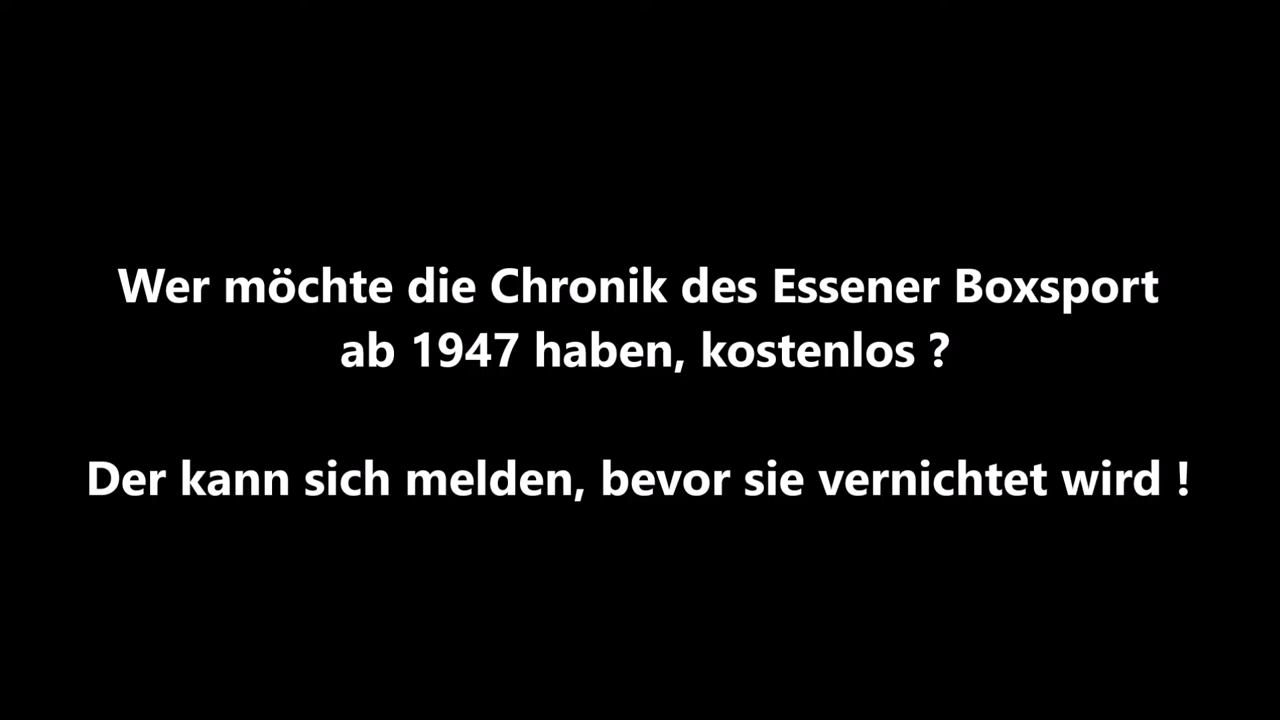 Wer möchte die Chronik des Essener Boxsport
ab 1947 haben, kostenlos ?
Der kann sich melden, bevor sie vernichtet wird !